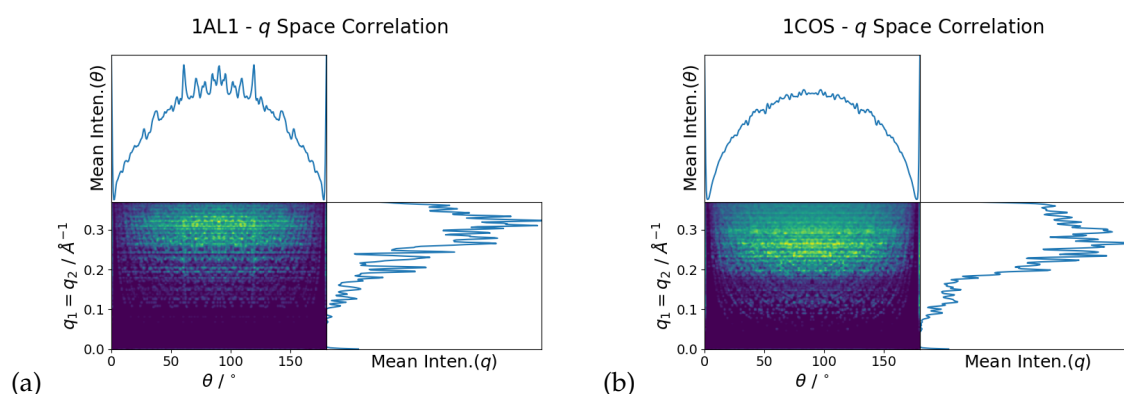 1AL1 - q Space Correlation
Mean Inten.(θ)
q₁ = q₂ / Å⁻¹
0.3
0.2
0.1
0.0
0 50 100 150
θ / °
Mean Inten.(q)
(a)
1COS - q Space Correlation
Mean Inten.(θ)
q₁ = q₂ / Å⁻¹
0.3
0.2
0.1
0.0
0 50 100 150
θ / °
Mean Inten.(q)
(b)